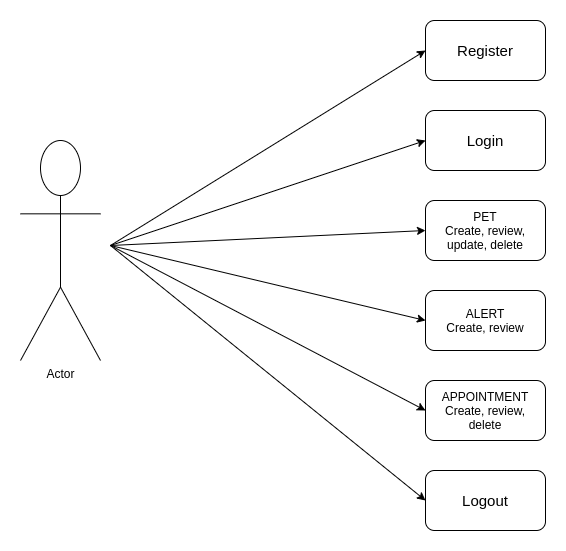 Register
Login
PET
Create, review,
update, delete
ALERT
Create, review
Actor
APPOINTMENT
Create, review,
delete
Logout